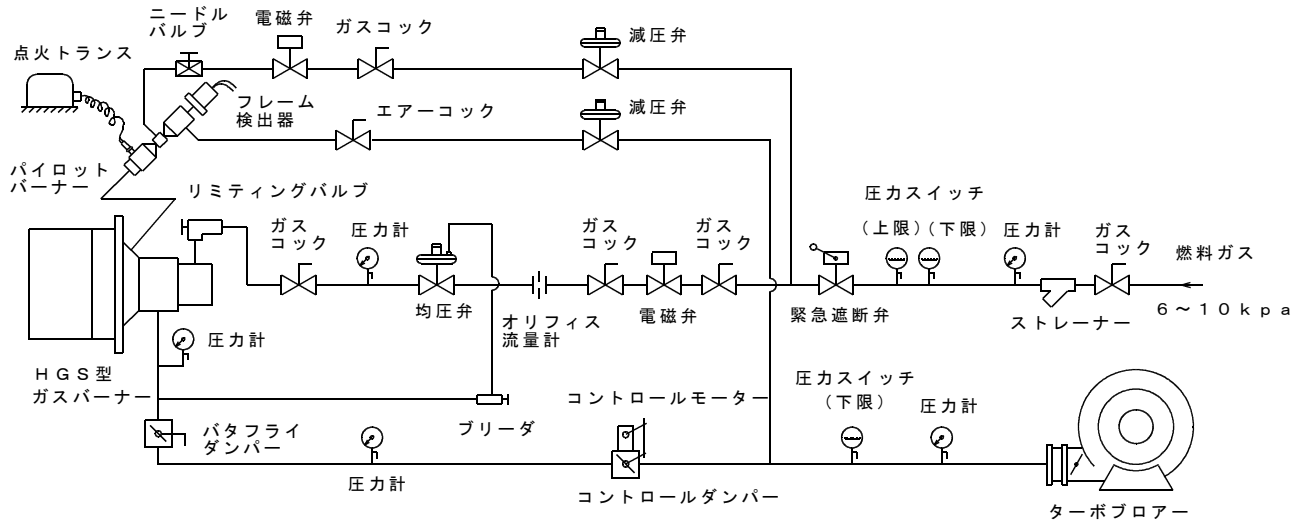 ニードル
バルブ
電磁弁
ガスコック
減圧弁
点火トランス
フレーム
検出器
エアーコック
減圧弁
パイロット
バーナー
リミティングバルブ
圧力スイッチ
(上限)(下限)
圧力計
ガス
コック
燃料ガス
ガス
コック
圧力計
ガス
コック
ガス
コック
6~10kpa
均圧弁
オリフィス
流量計
電磁弁
緊急遮断弁
ストレーナー
圧力計
HGS型
ガスバーナー
圧力スイッチ
(下限)
圧力計
コントロールモーター
ブリーダ
バタフライ
ダンパー
圧力計
コントロールダンパー
ターボブロアー